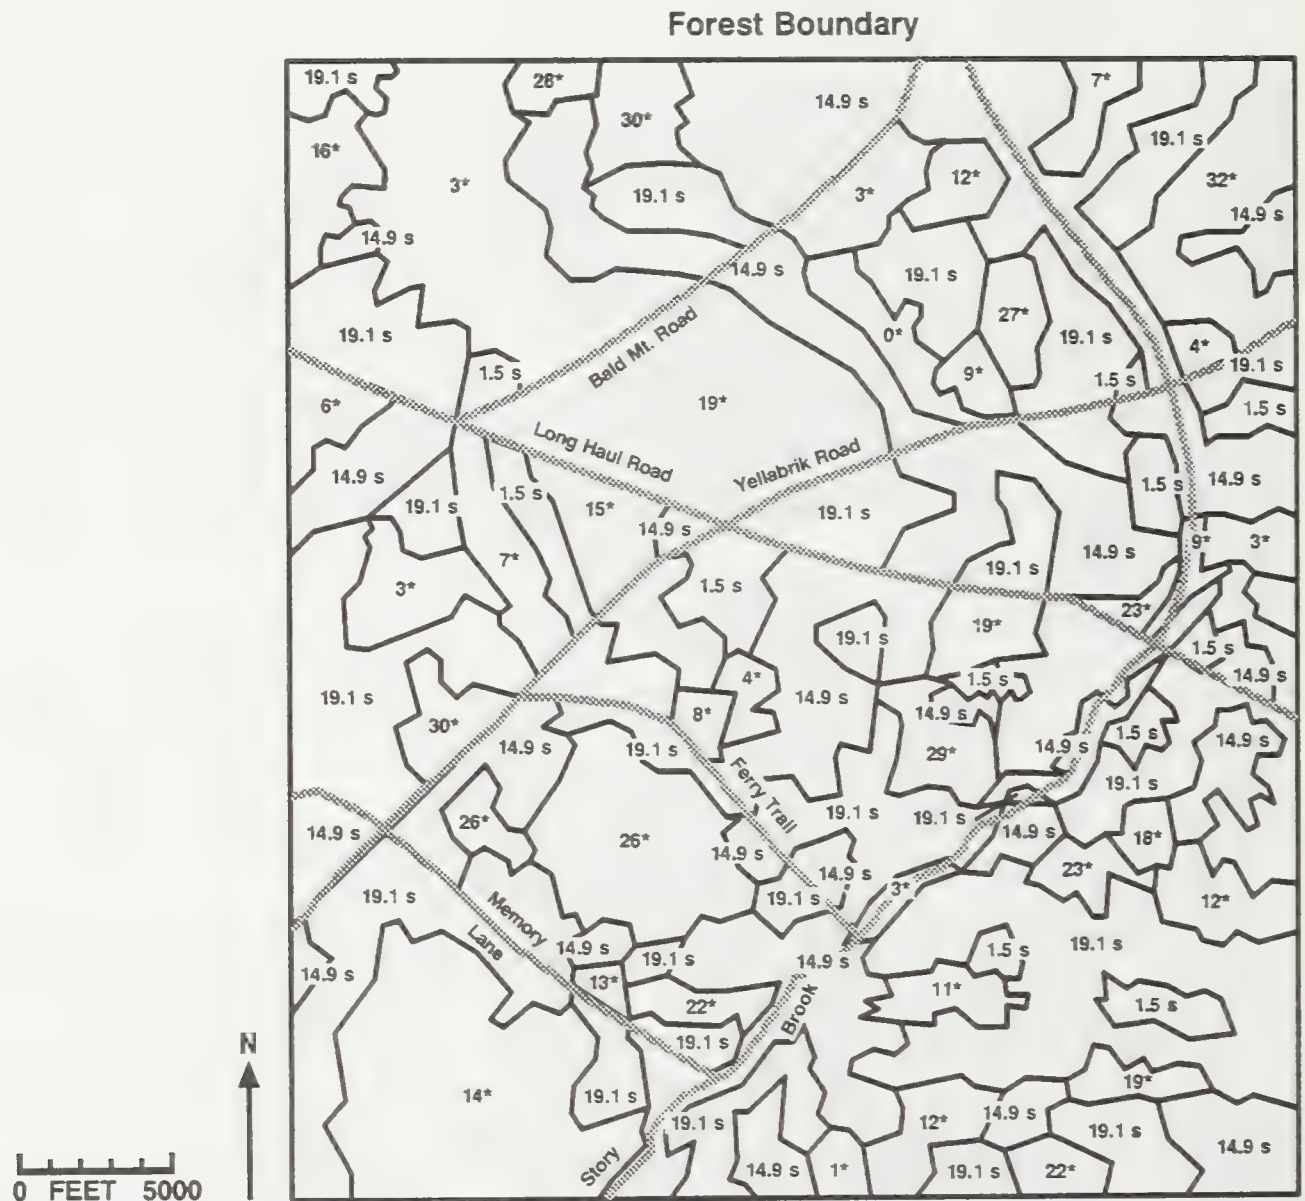 Forest Boundary
19.1 s
28*
30*
14.9 s
7*
16*
3*
19.1 s
3*
12*
19.1 s
32*
14.9 s
14.9 s
14.9 s
19.1 s
27*
19.1 s
0*
9*
4*
19.1 s
19.1 s
1.5 s
Bald Mt. Road
1.5 s
1.5 s
6*
19*
14.9 s
Long Haul Road
Yellabrik Road
1.5 s
14.9 s
19.1 s
1.5 s
15*
14.9 s
19.1 s
14.9 s
9*
3*
7*
3*
1.5 s
19.1 s
23*
19*
19.1 s
1.5 s
14.9 s
19.1 s
4*
14.9 s
1.5 s
30*
8*
14.9 s
14.9 s
19.1 s
29*
14.9 s
1.5 s
14.9 s
19.1 s
Ferry Trail
19.1 s
19.1 s
14.9 s
14.9 s
26*
26*
14.9 s
14.9 s
18*
23*
19.1 s
3*
12*
19.1 s
Memory
Lane
14.9 s
19.1 s
14.9 s
1.5 s
19.1 s
14.9 s
13*
22*
11*
1.5 s
Brook
19.1 s
N
14*
19.1 s
19.1 s
12*
14.9 s
19*
19.1 s
14.9 s
Story
14.9 s
1*
19.1 s
22*
0 FEET 5000